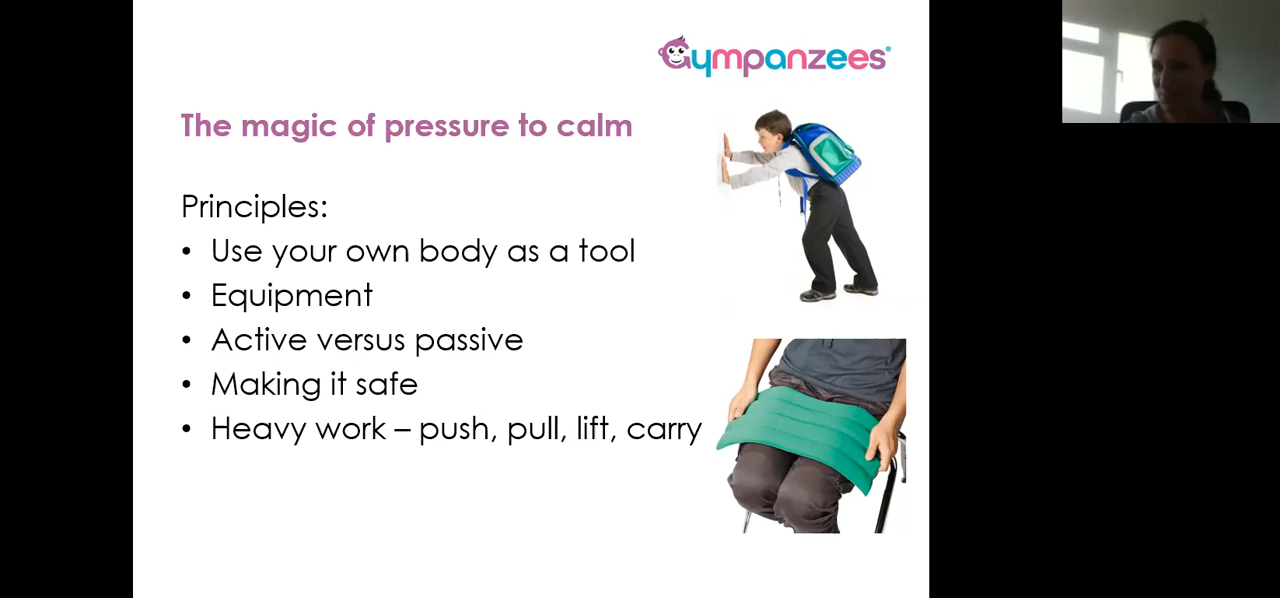 Gympanzees®
The magic of pressure to calm
Principles:
• Use your own body as a tool
• Equipment
• Active versus passive
• Making it safe
• Heavy work – push, pull, lift, carry